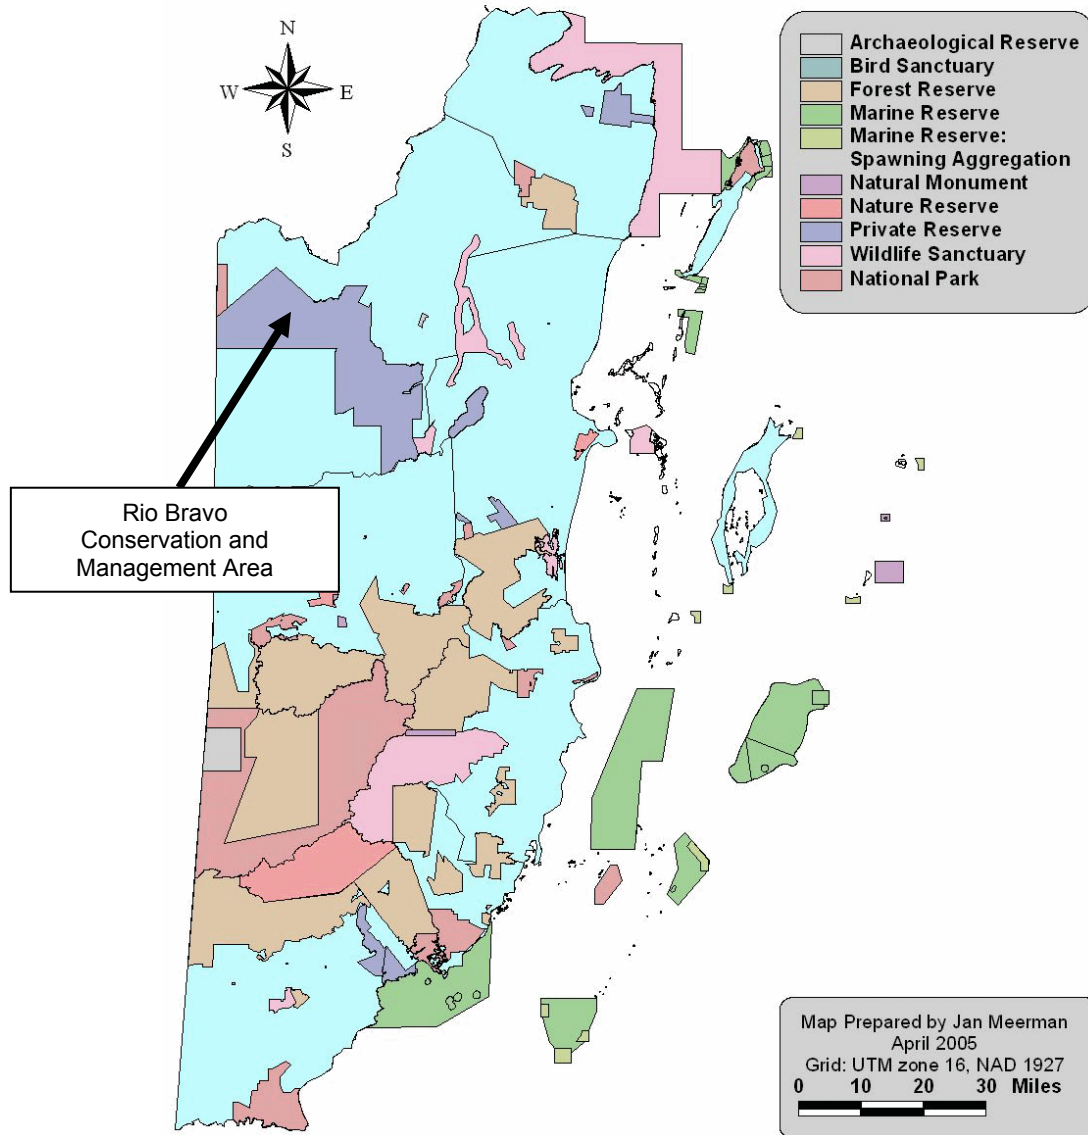 N
W E
S
Archaeological Reserve
Bird Sanctuary
Forest Reserve
Marine Reserve
Marine Reserve:
Spawning Aggregation
Natural Monument
Nature Reserve
Private Reserve
Wildlife Sanctuary
National Park
Rio Bravo
Conservation and
Management Area
Map Prepared by Jan Meerman
April 2005
Grid: UTM zone 16, NAD 1927
0 10 20 30 Miles